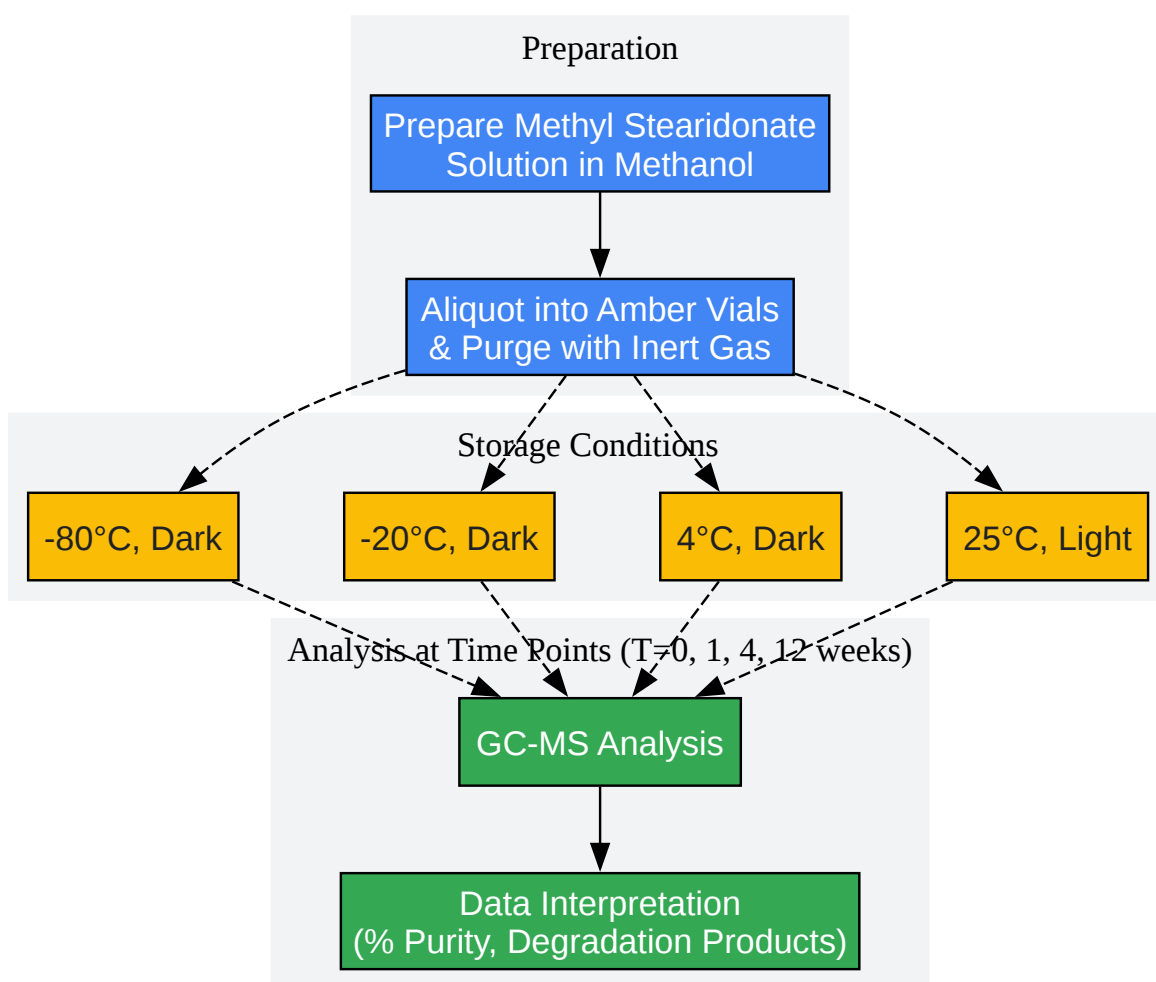 Preparation
Prepare Methyl Stearidonate
Solution in Methanol
Aliquot into Amber Vials
& Purge with Inert Gas
Storage Conditions
-80°C, Dark
-20°C, Dark
4°C, Dark
25°C, Light
Analysis at Time Points (T=0, 1, 4, 12 weeks)
GC-MS Analysis
Data Interpretation
(% Purity, Degradation Products)